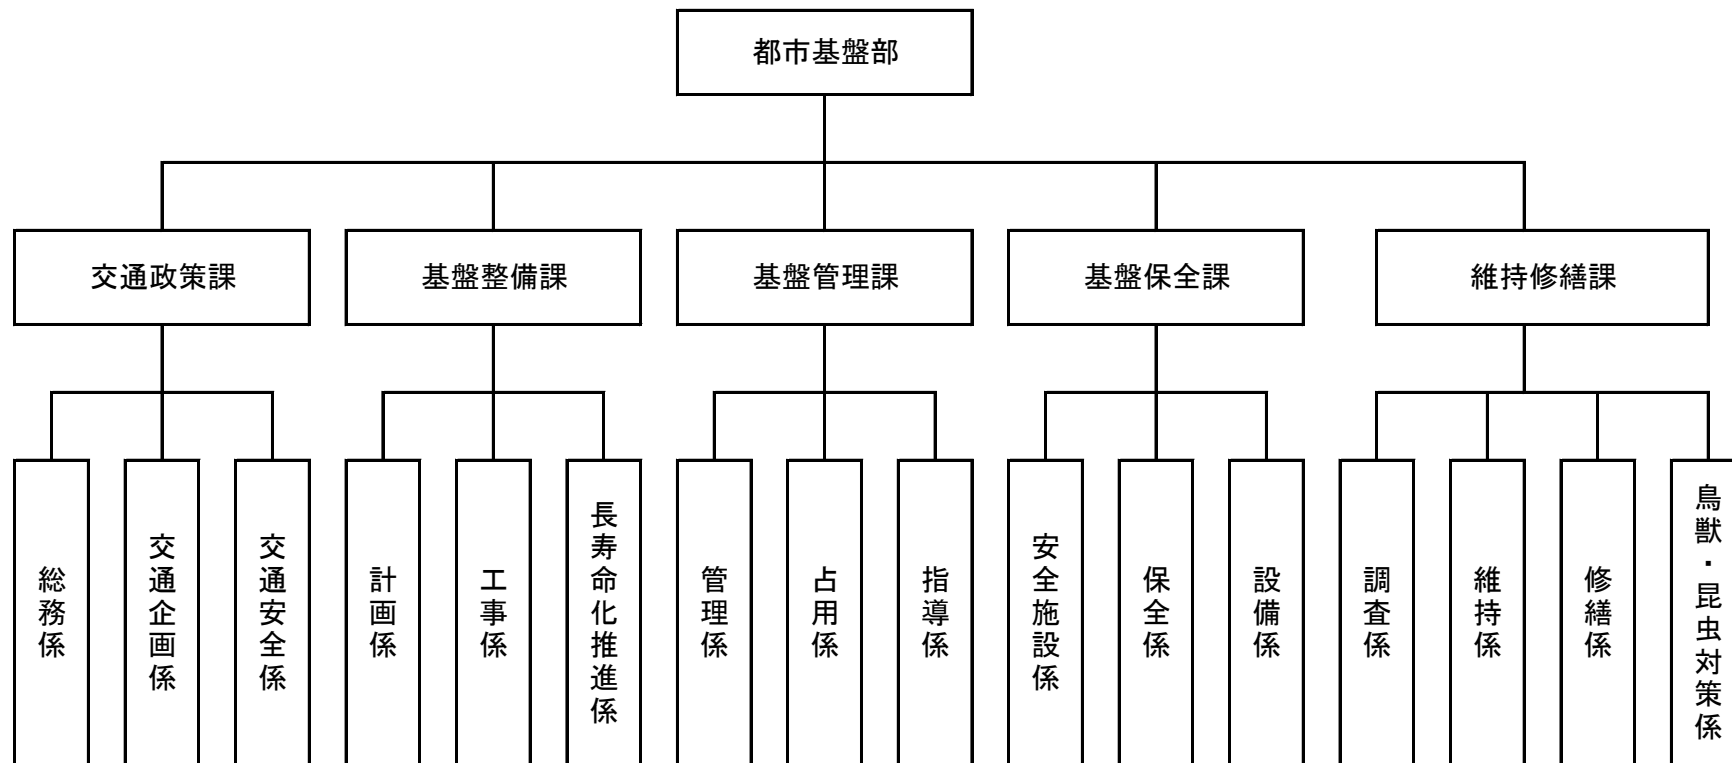 都市基盤部
交通政策課
基盤整備課
基盤管理課
基盤保全課
維持修繕課
総務係
交通企画係
交通安全係
計画係
工事係
長寿命化推進係
管理係
占用係
指導係
安全施設係
保全係
設備係
調査係
維持係
修繕係
鳥獣・昆虫対策係